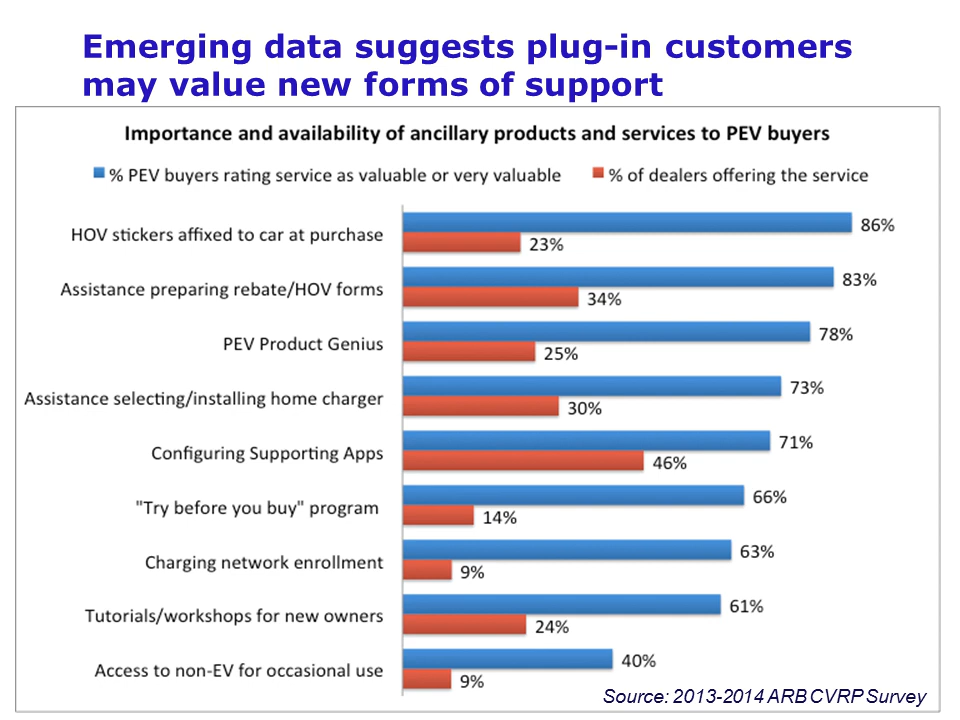 Emerging data suggests plug-in customers
may value new forms of support
Importance and availability of ancillary products and services to PEV buyers
% PEV buyers rating service as valuable or very valuable % of dealers offering the service
HOV stickers affixed to car at purchase 86%
23%
Assistance preparing rebate/HOV forms 83%
34%
PEV Product Genius 78%
25%
Assistance selecting/installing home charger 73%
30%
Configuring Supporting Apps 71%
46%
"Try before you buy" program 66%
14%
Charging network enrollment 63%
9%
Tutorials/workshops for new owners 61%
24%
Access to non-EV for occasional use 40%
9%
Source: 2013-2014 ARB CVRP Survey